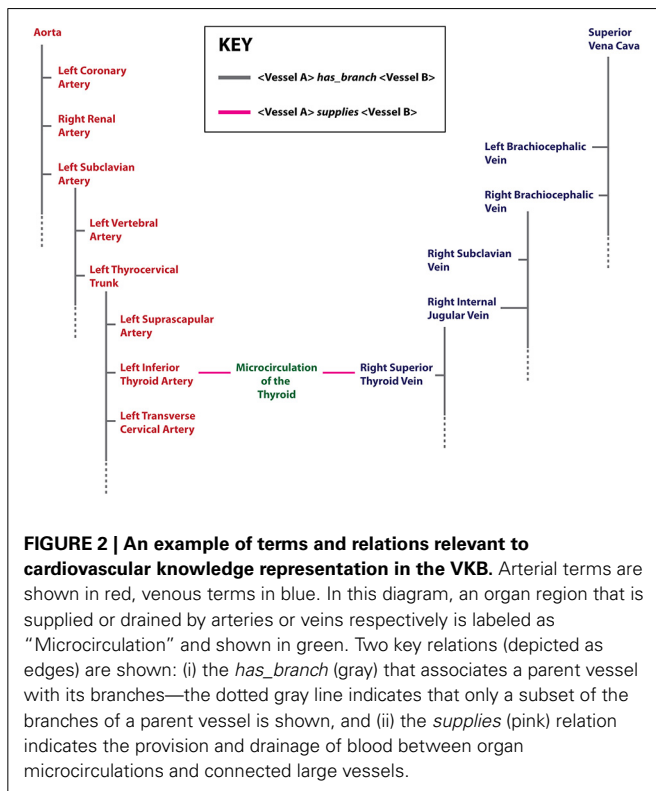 Aorta
Left Coronary
Artery
Right Renal
Artery
Left Subclavian
Artery
Left Vertebral
Artery
Left Thyrocervical
Trunk
Left Suprascapular
Artery
Left Inferior
Thyroid Artery
Left Transverse
Cervical Artery
KEY
<Vessel A> has_branch <Vessel B>
<Vessel A> supplies <Vessel B>
Microcirculation
of the
Thyroid
Superior
Vena Cava
Left Brachiocephalic
Vein
Right Brachiocephalic
Vein
Right Subclavian
Vein
Right Internal
Jugular Vein
Right Superior
Thyroid Vein
FIGURE 2 | An example of terms and relations relevant to
cardiovascular knowledge representation in the VKB. Arterial terms are
shown in red, venous terms in blue. In this diagram, an organ region that is
supplied or drained by arteries or veins respectively is labeled as
“Microcirculation” and shown in green. Two key relations (depicted as
edges) are shown: (i) the has_branch (gray) that associates a parent vessel
with its branches—the dotted gray line indicates that only a subset of the
branches of a parent vessel is shown, and (ii) the supplies (pink) relation
indicates the provision and drainage of blood between organ
microcirculations and connected large vessels.